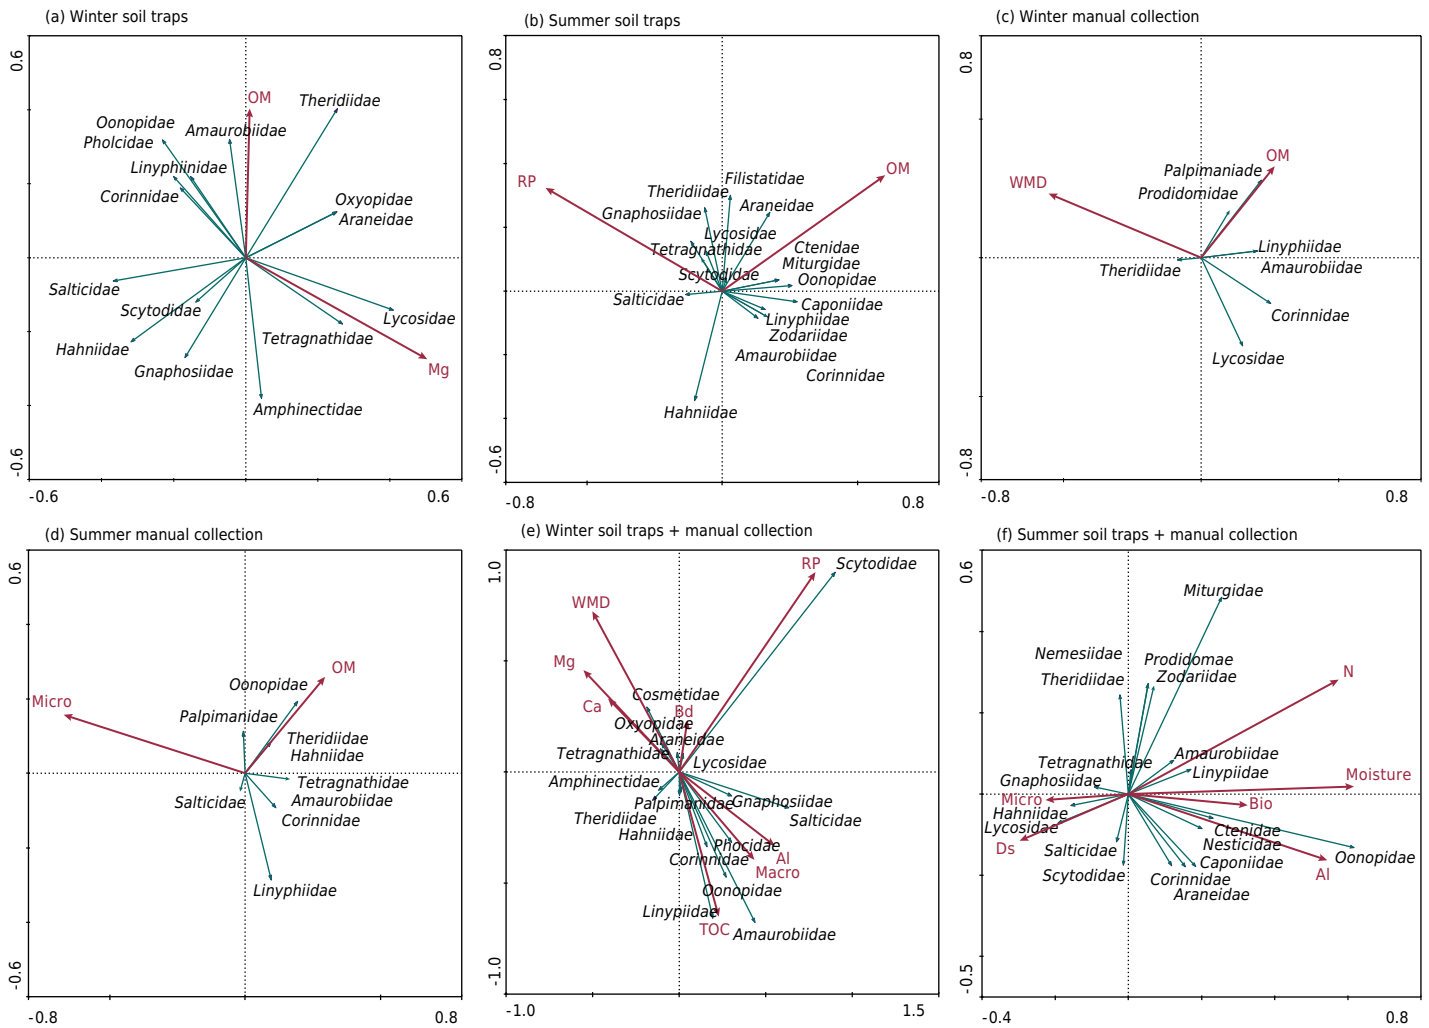 (a) Winter soil traps
0.6
OM
Theridiidae
Oonopidae
Amaurobiidae
Pholcidae
Linyphiinidae
Corinnidae
Oxyopidae
Araneidae
Salticidae
Scytodidae
Lycosidae
Hahniidae
Tetragnathidae
Gnaphosiidae
Mg
Amphinectidae
-0.6
-0.6
0.6
(b) Summer soil traps
0.8
RP
OM
Filistatidae
Theridiidae
Gnaphosiidae
Araneidae
Lycosidae
Tetragnathidae
Ctenidae
Miturgidae
Scytodidae
Oonopidae
Salticidae
Caponiidae
Linyphiidae
Zodariidae
Amaurobiidae
Corinnidae
Hahniidae
-0.6
-0.8
0.8
(c) Winter manual collection
0.8
OM
WMD
Palpimaniade
Prodidomidae
Linyphiidae
Theridiidae
Amaurobiidae
Corinnidae
Lycosidae
-0.8
-0.8
0.8
(d) Summer manual collection
0.6
OM
Oonopidae
Micro
Palpimanidae
Theridiidae
Hahniidae
Tetragnathidae
Salticidae
Amaurobiidae
Corinnidae
Linyphiidae
-0.6
-0.8
0.8
(e) Winter soil traps + manual collection
1.0
RP
Scytodidae
WMD
Mg
Cosmetidae
Ca
Bd
Oxyopidae
Araneidae
Tetragnathidae
Lycosidae
Amphinectidae
Palpimanidae
Gnaphosiidae
Theridiidae
Salticidae
Hahniidae
Phocidae
Corinnidae
Al
Macro
Oonopidae
Linypiidae
TOC
Amaurobiidae
-1.0
-1.0
1.5
(f) Summer soil traps + manual collection
0.6
Miturgidae
Nemesiidae
Prodidomae
Theridiidae
Zodariidae
N
Tetragnathidae
Amaurobiidae
Gnaphosiidae
Linypiidae
Moisture
Micro
Bio
Hahniidae
Lycosidae
Ctenidae
Ds
Salticidae
Nesticidae
Caponiidae
Oonopidae
Scytodidae
Corinnidae
Al
Araneidae
-0.5
-0.4
0.8